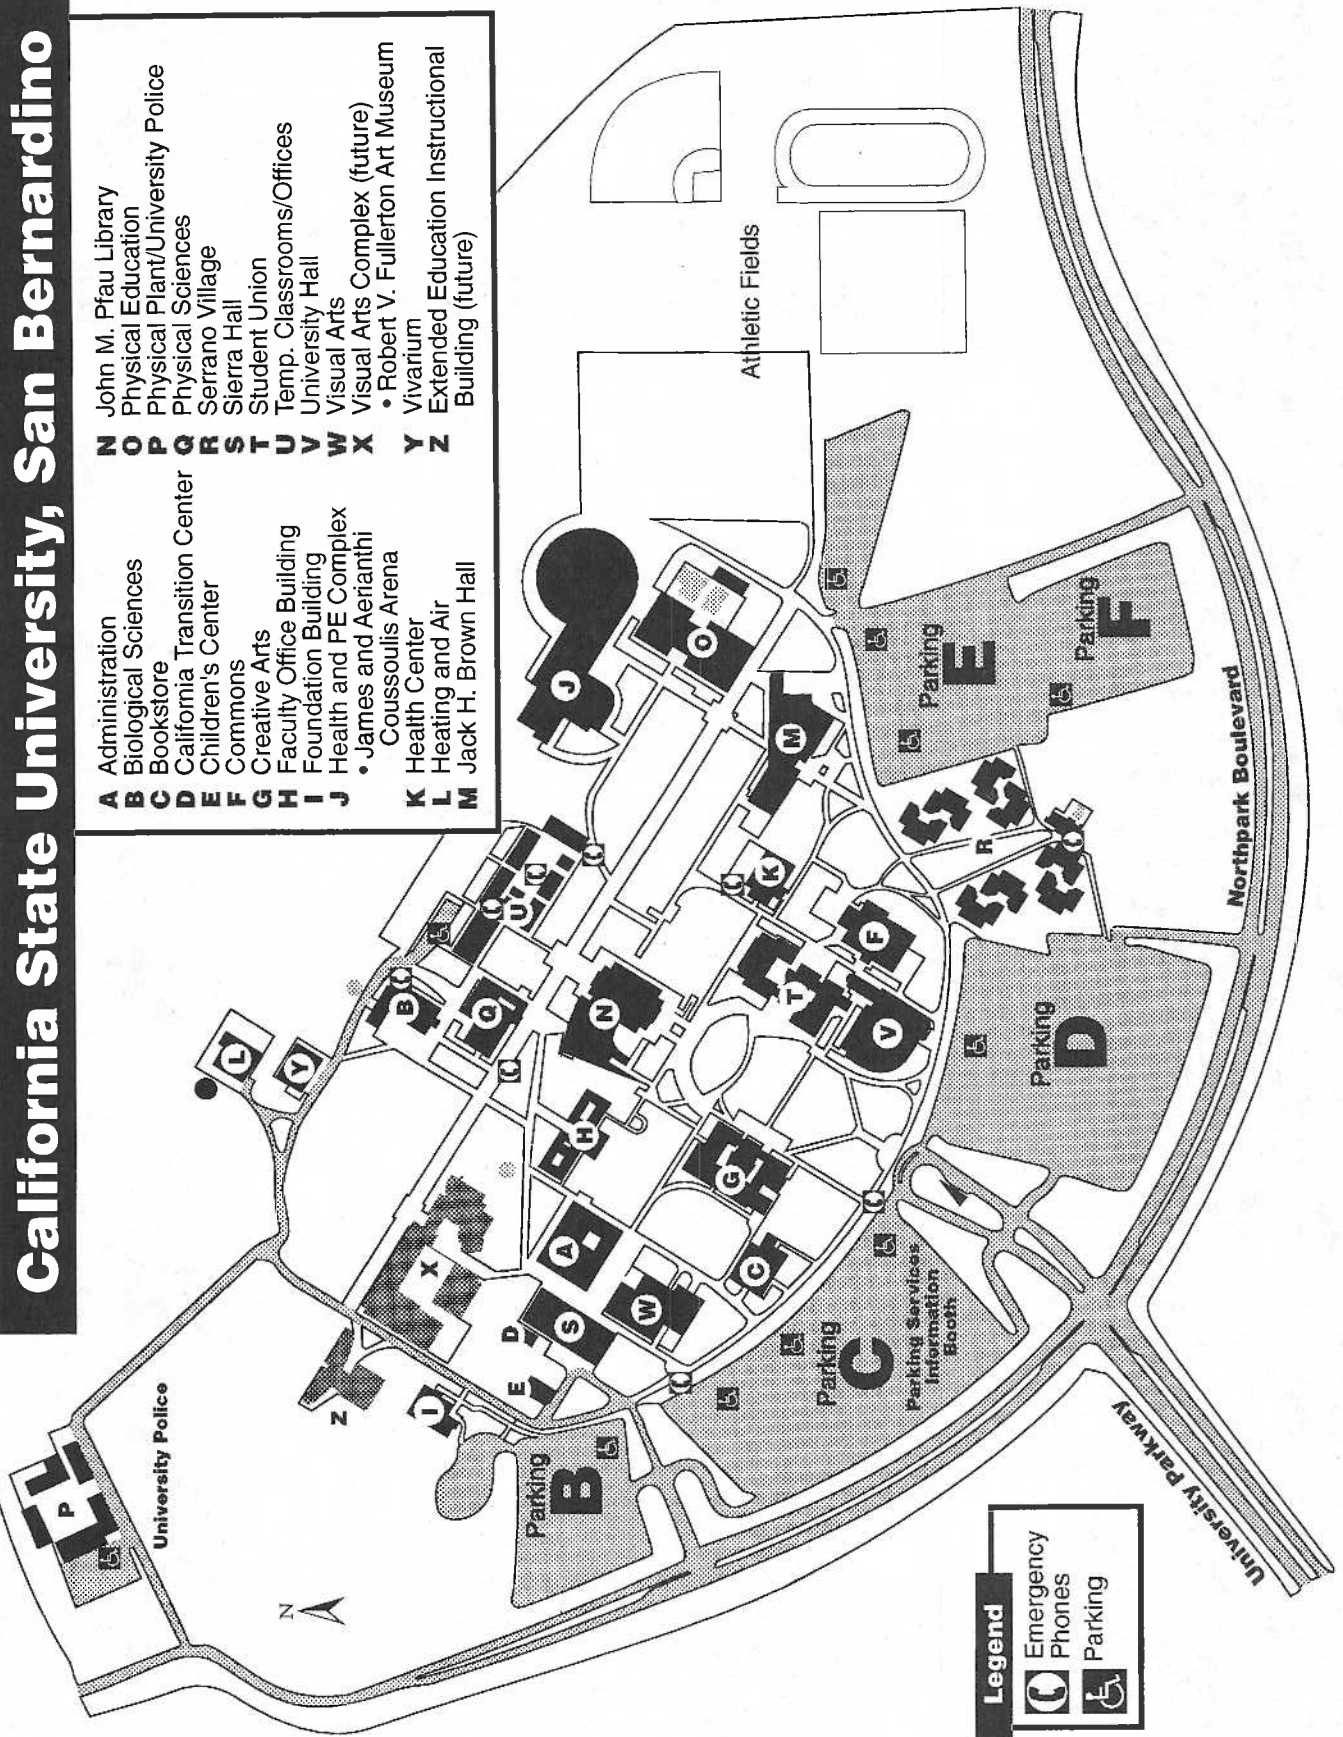 California State University, San Bernardino
A Administration
B Biological Sciences
C Bookstore
D California Transition Center
E Children's Center
F Commons
G Creative Arts
H Faculty Office Building
I Foundation Building
J Health and PE Complex
• James and Aerianthi
Coussoulis Arena
K Health Center
L Heating and Air
M Jack H. Brown Hall
N John M. Pfau Library
O Physical Education
P Physical Plant/University Police
Q Physical Sciences
R Serrano Village
S Sierra Hall
T Student Union
U Temp. Classrooms/Offices
V University Hall
W Visual Arts
X Visual Arts Complex (future)
• Robert V. Fullerton Art Museum
Y Vivarium
Z Extended Education Instructional
Building (future)
P
University Police
N
Z
I
X
E
D
S
A
W
C
G
H
L
Y
B
Q
U
N
T
V
F
K
M
J
O
R
Athletic Fields
Parking
B
Parking
C
Parking Services
Information
Booth
Parking
D
Parking
E
Parking
F
Northpark Boulevard
University Parkway
Legend
Emergency
Phones
Parking